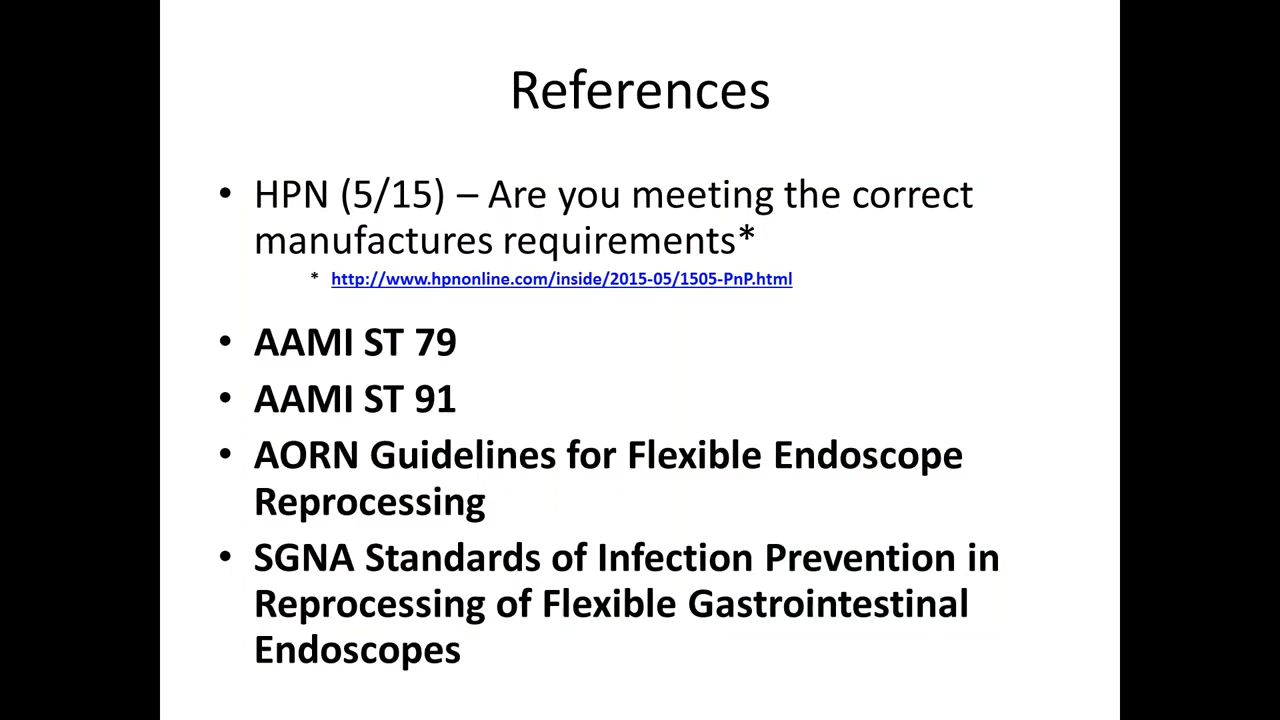 References
• HPN (5/15) – Are you meeting the correct
manufactures requirements*
* http://www.hpnonline.com/inside/2015-05/1505-PnP.html
• AAMI ST 79
• AAMI ST 91
• AORN Guidelines for Flexible Endoscope
Reprocessing
• SGNA Standards of Infection Prevention in
Reprocessing of Flexible Gastrointestinal
Endoscopes